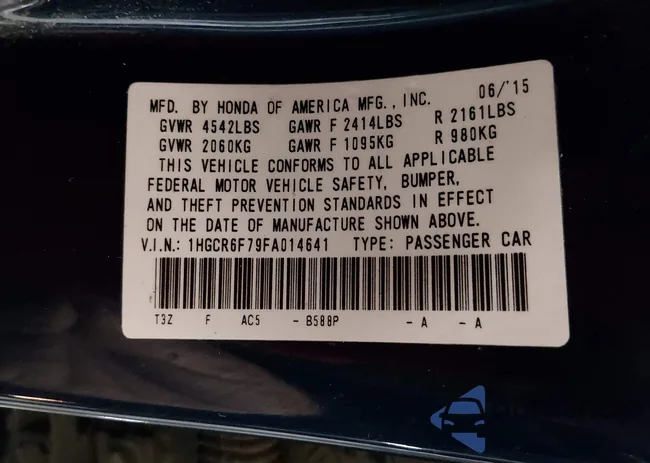 MFD. BY HONDA OF AMERICA MFG., INC. 06/'15
GVWR 4542LBS GAWR F 2414LBS R 2161LBS
GVWR 2060KG GAWR F 1095KG R 980KG
THIS VEHICLE CONFORMS TO ALL APPLICABLE
FEDERAL MOTOR VEHICLE SAFETY, BUMPER,
AND THEFT PREVENTION STANDARDS IN EFFECT
ON THE DATE OF MANUFACTURE SHOWN ABOVE.
V.I.N.: 1HGCR6F79FA014641 TYPE: PASSENGER CAR
T3Z F AC5 - B588P - A - A